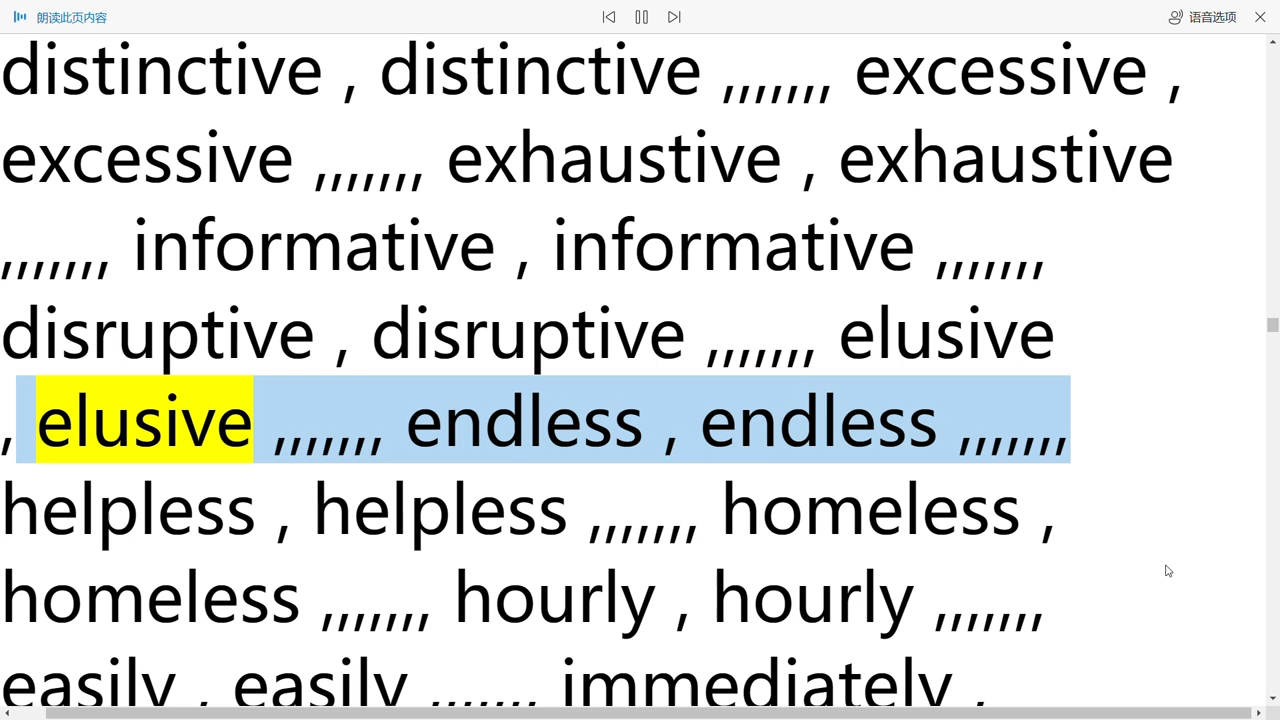 朗读此页内容
语音选项
distinctive , distinctive ,,,,,,, excessive ,
excessive ,,,,,,, exhaustive , exhaustive
,,,,,,, informative , informative ,,,,,,,
disruptive , disruptive ,,,,,,, elusive
, elusive ,,,,,,, endless , endless ,,,,,,,
helpless , helpless ,,,,,,, homeless ,
homeless ,,,,,,, hourly , hourly ,,,,,,,
easily , easily ,,,,,,, immediately ,